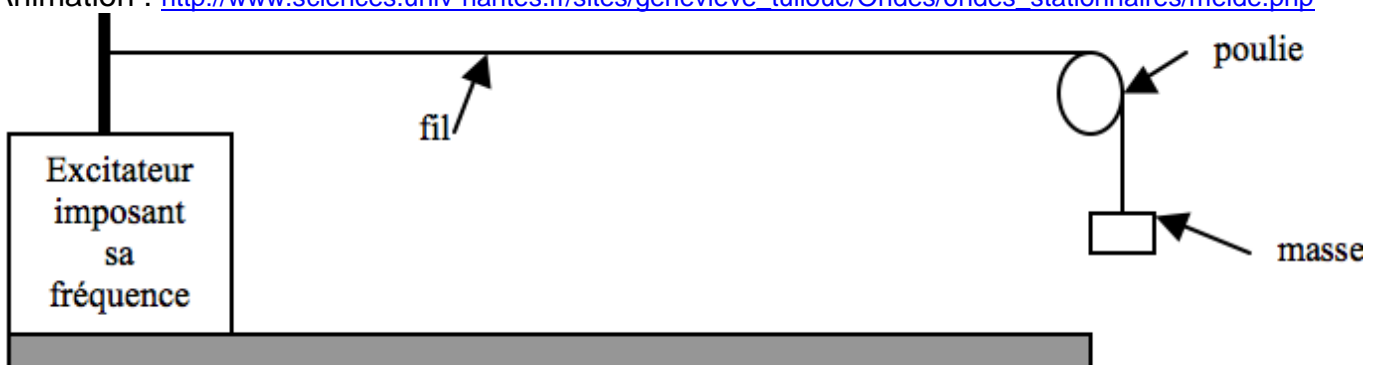 Animation : http://www.sciences.univ-nantes.fr/sites/genevieve_tulloue/Ondes/ondes_stationnaires/melde.php
poulie
fil
Excitateur
imposant
sa
fréquence
masse